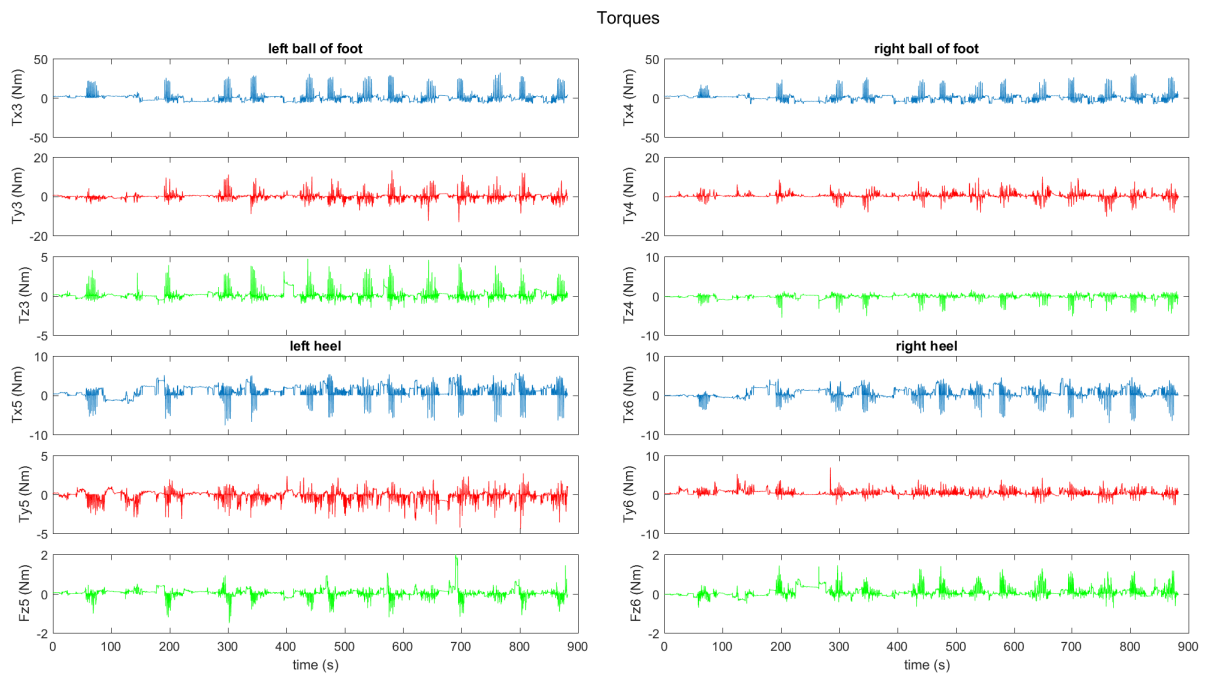 Torques
left ball of foot
50
0
-50
Tx3 (Nm)
20
0
-20
Ty3 (Nm)
5
0
-5
Tz3 (Nm)
left heel
10
0
-10
Tx5 (Nm)
5
0
-5
Ty5 (Nm)
2
0
-2
Fz5 (Nm)
0 100 200 300 400 500 600 700 800 900
time (s)
right ball of foot
50
0
-50
Tx4 (Nm)
20
0
-20
Ty4 (Nm)
10
0
-10
Tz4 (Nm)
right heel
10
0
-10
Tx6 (Nm)
10
0
-10
Ty6 (Nm)
2
0
-2
Fz6 (Nm)
0 100 200 300 400 500 600 700 800 900
time (s)